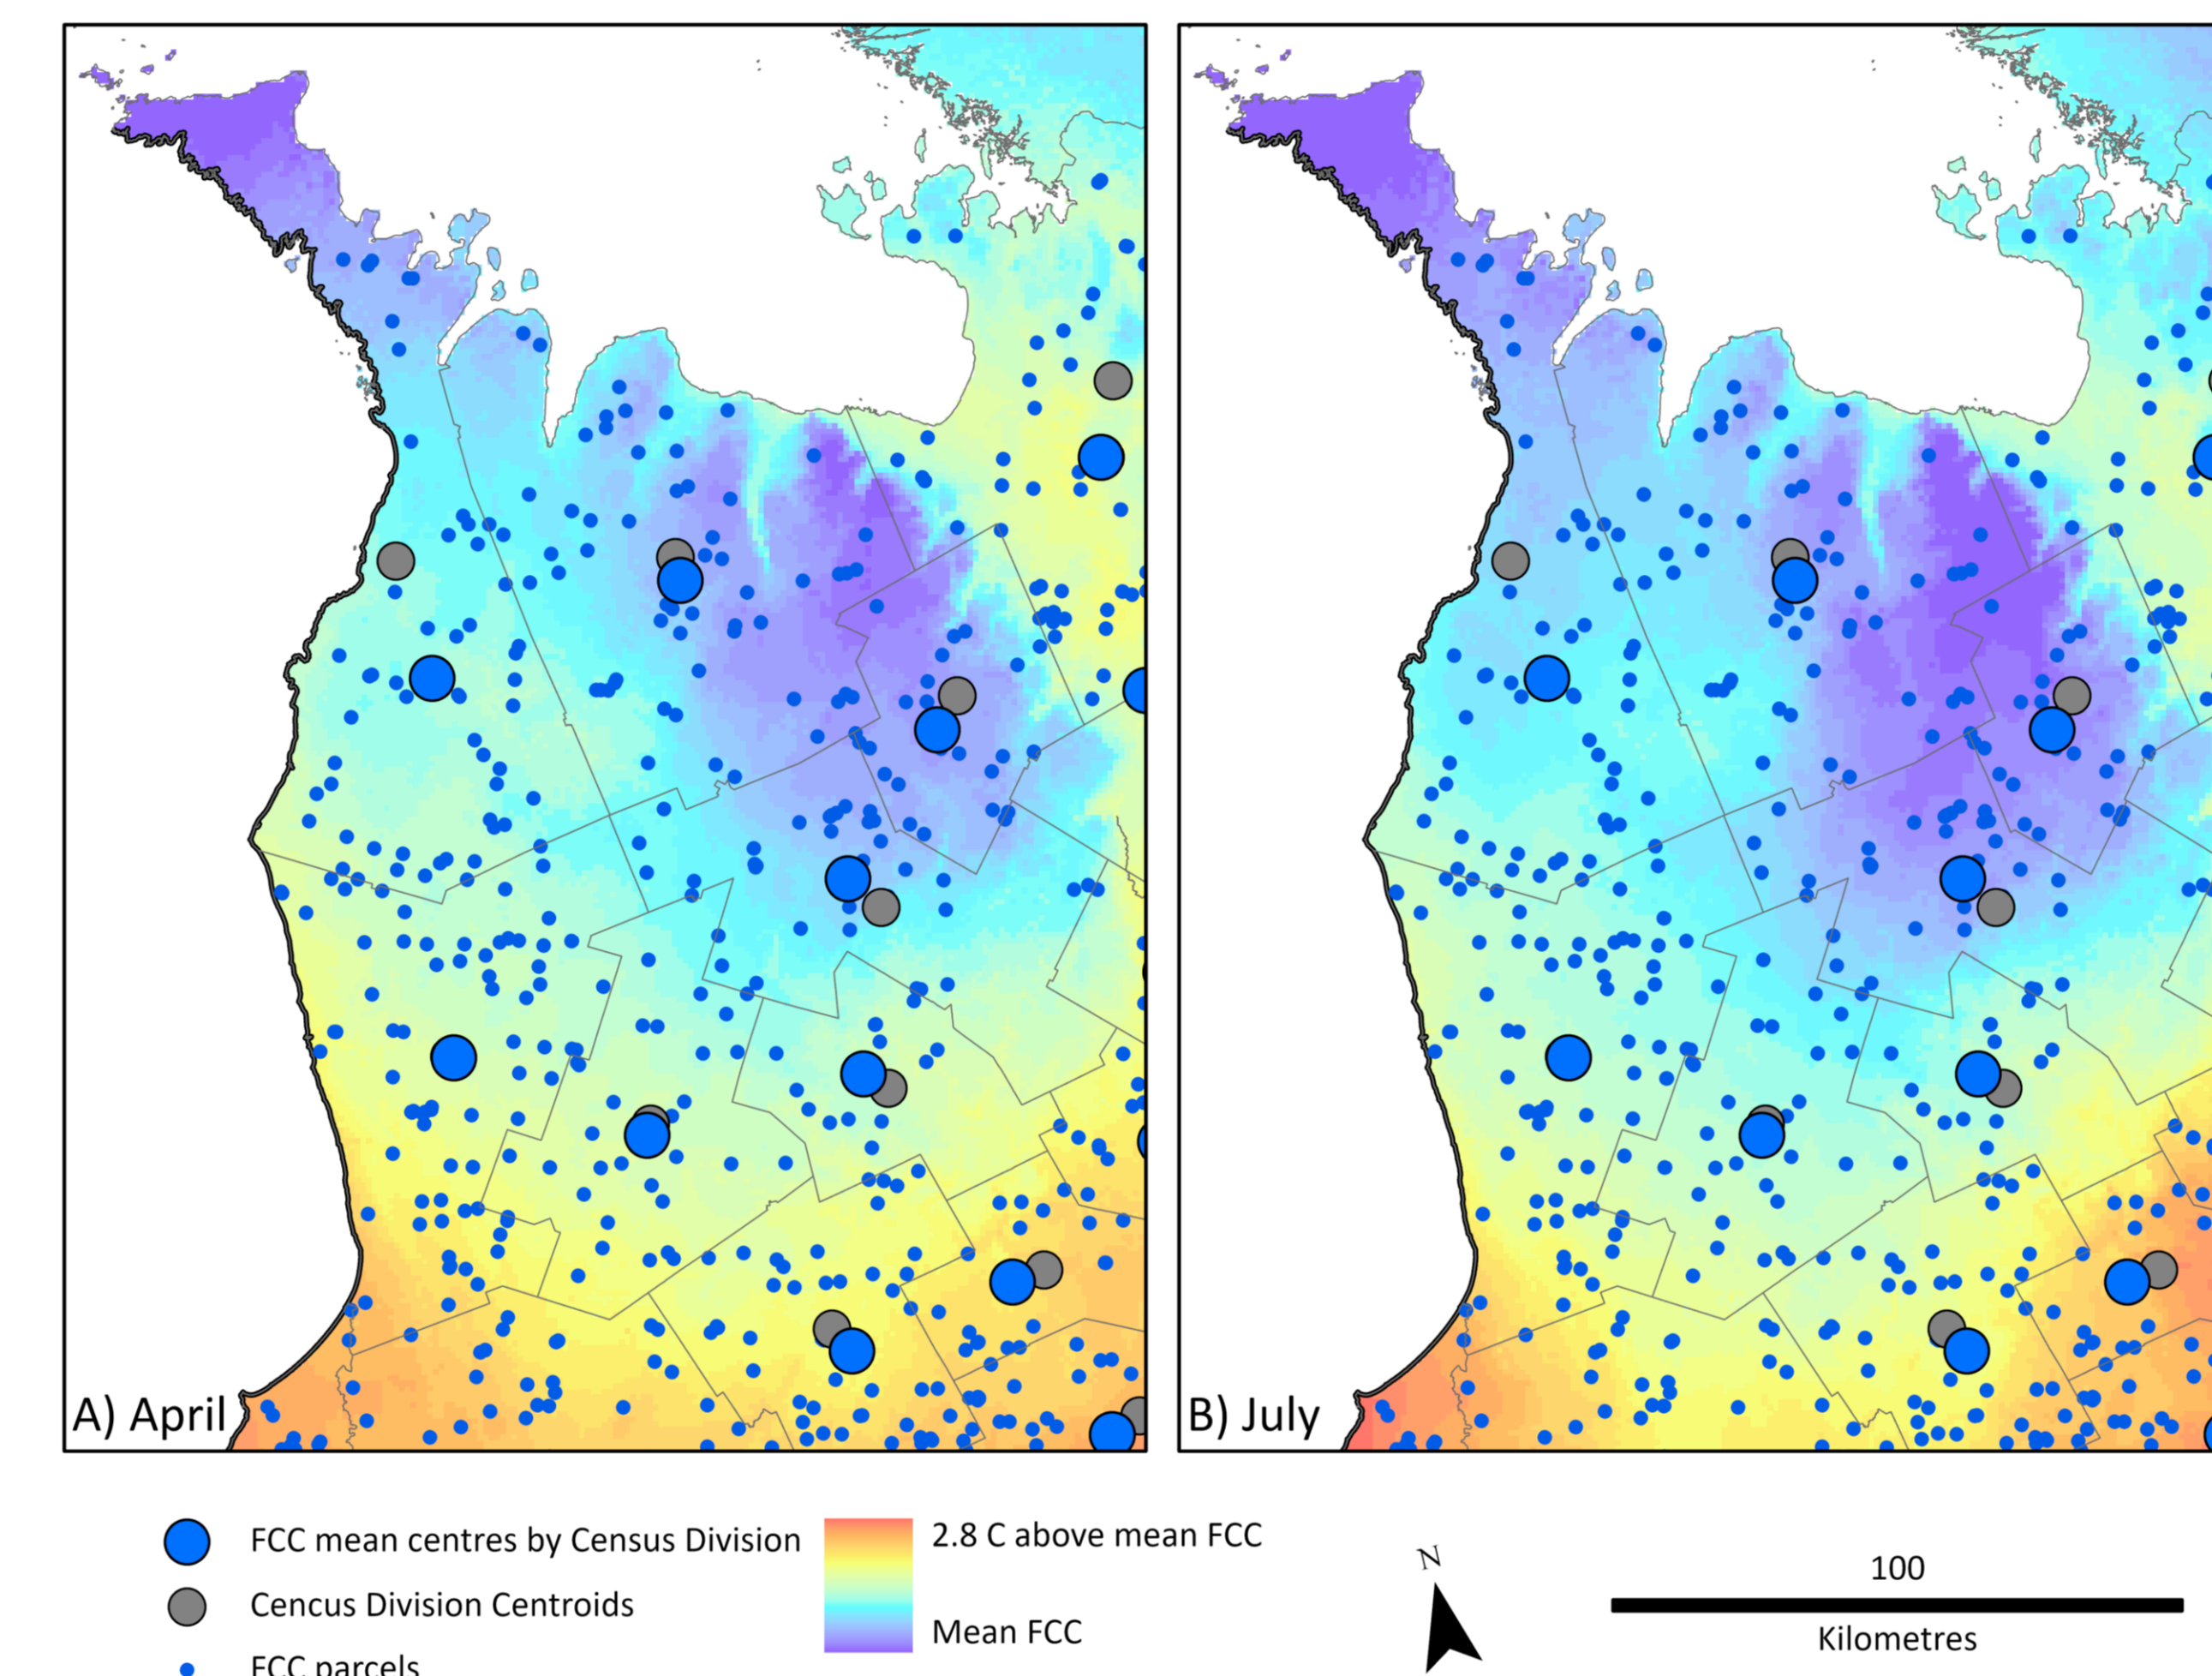 A) April
B) July
FCC mean centres by Census Division
Cencus Division Centroids
FCC parcels
2.8 C above mean FCC
Mean FCC
N
100
Kilometres